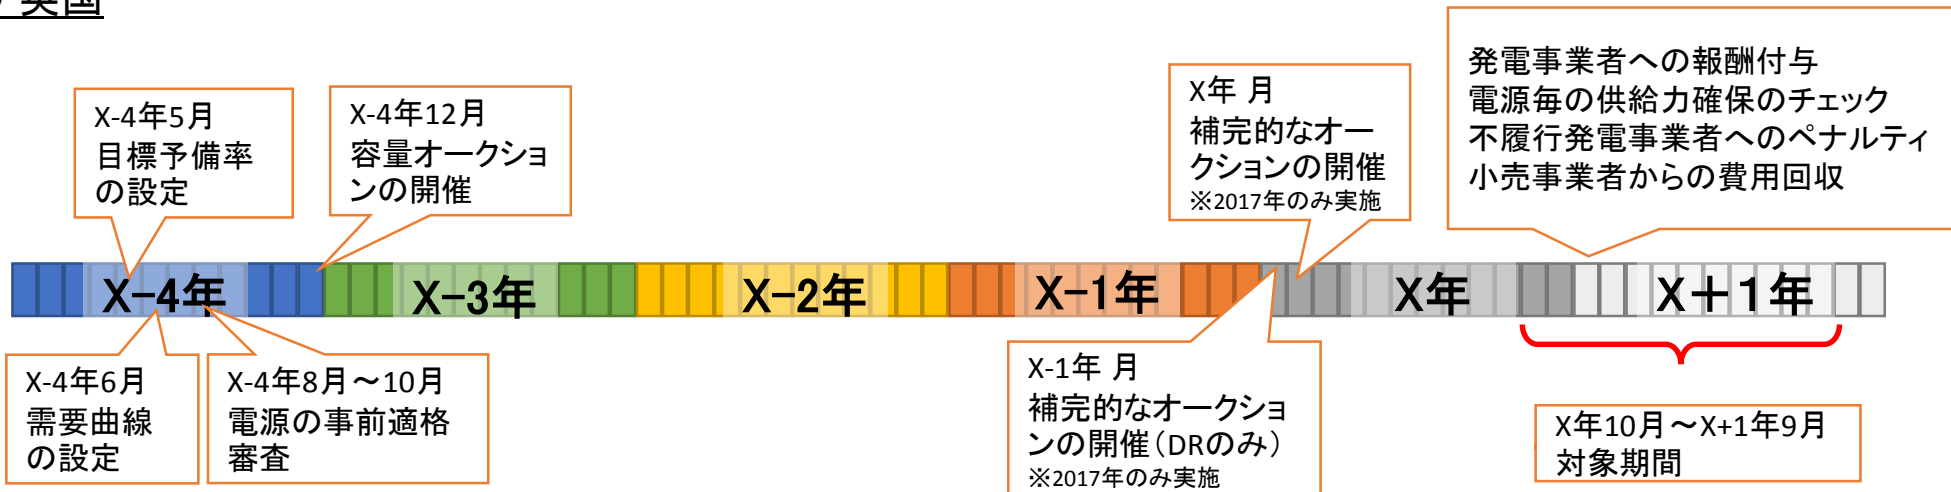 英国
X-4年5月
目標予備率
の設定
X-4年12月
容量オークショ
ンの開催
X年 月
補完的なオー
クションの開催
※2017年のみ実施
発電事業者への報酬付与
電源毎の供給力確保のチェック
不履行発電事業者へのペナルティ
小売事業者からの費用回収
X-4年
X-3年
X-2年
X-1年
X年
X+1年
X-4年6月
需要曲線
の設定
X-4年8月~10月
電源の事前適格
審査
X-1年 月
補完的なオークショ
ンの開催(DRのみ)
※2017年のみ実施
X年10月~X+1年9月
対象期間